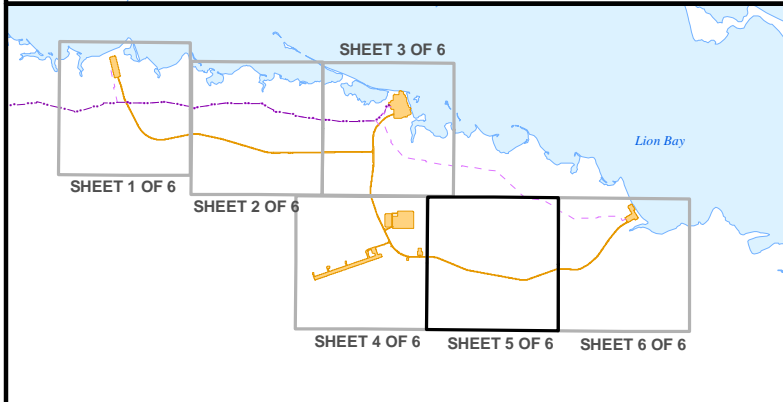 SHEET 3 OF 6
Lion Bay
SHEET 1 OF 6
SHEET 2 OF 6
SHEET 4 OF 6
SHEET 5 OF 6
SHEET 6 OF 6